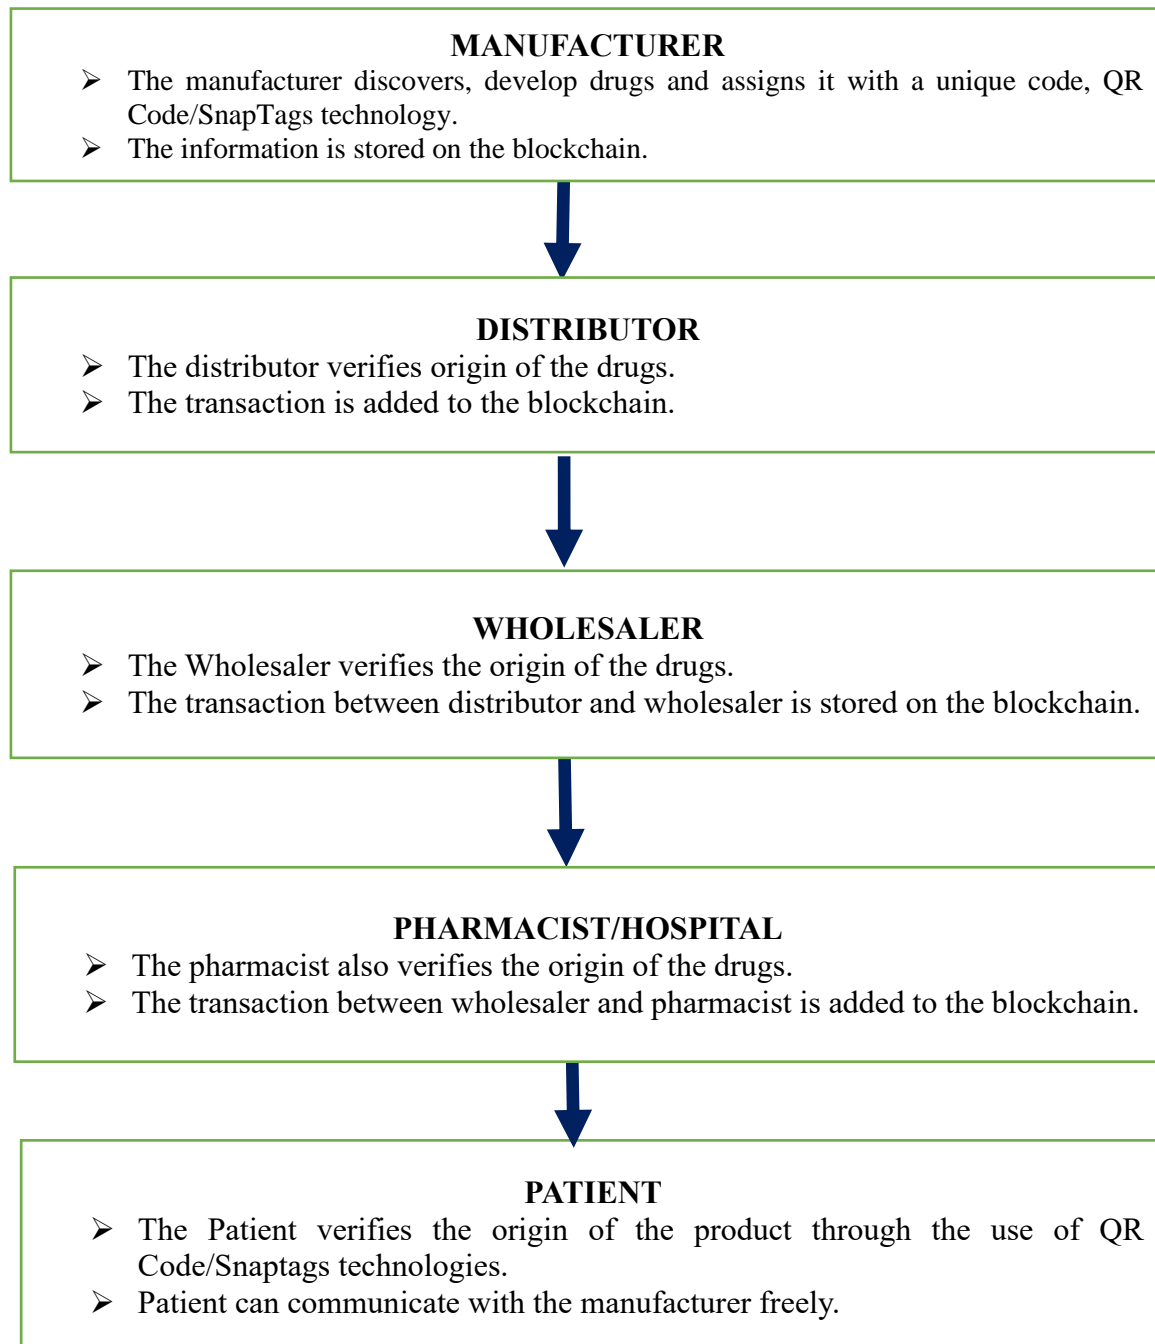 MANUFACTURER
➢ The manufacturer discovers, develop drugs and assigns it with a unique code, QR
Code/SnapTags technology.
➢ The information is stored on the blockchain.
DISTRIBUTOR
➢ The distributor verifies origin of the drugs.
➢ The transaction is added to the blockchain.
WHOLESALER
➢ The Wholesaler verifies the origin of the drugs.
➢ The transaction between distributor and wholesaler is stored on the blockchain.
PHARMACIST/HOSPITAL
➢ The pharmacist also verifies the origin of the drugs.
➢ The transaction between wholesaler and pharmacist is added to the blockchain.
PATIENT
➢ The Patient verifies the origin of the product through the use of QR
Code/Snaptags technologies.
➢ Patient can communicate with the manufacturer freely.